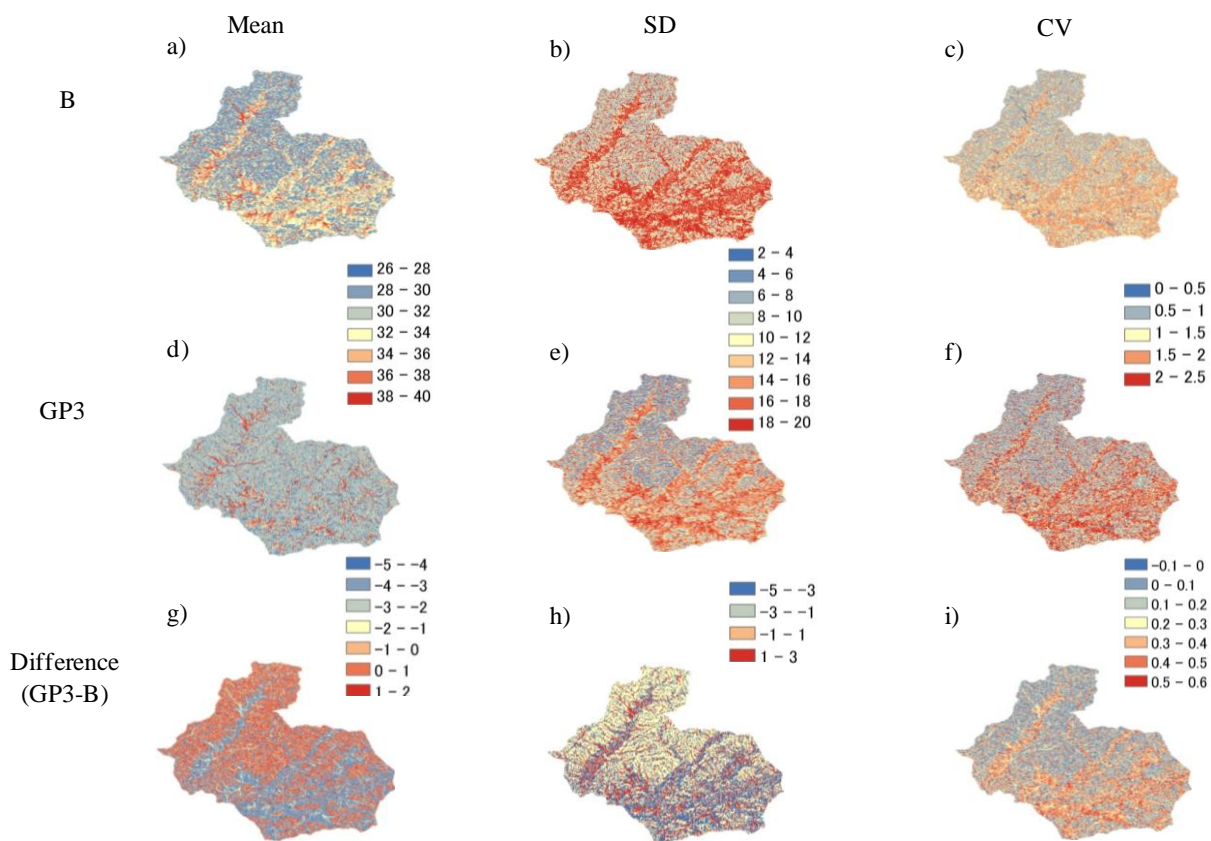 Mean
SD
CV
a)
b)
c)
B
26 - 28
28 - 30
30 - 32
32 - 34
34 - 36
36 - 38
38 - 40
2 - 4
4 - 6
6 - 8
8 - 10
10 - 12
12 - 14
14 - 16
16 - 18
18 - 20
0 - 0.5
0.5 - 1
1 - 1.5
1.5 - 2
2 - 2.5
d)
e)
f)
GP3
-5 - -4
-4 - -3
-3 - -2
-2 - -1
-1 - 0
0 - 1
1 - 2
-5 - -3
-3 - -1
-1 - 1
1 - 3
-0.1 - 0
0 - 0.1
0.1 - 0.2
0.2 - 0.3
0.3 - 0.4
0.4 - 0.5
0.5 - 0.6
g)
h)
i)
Difference
(GP3-B)